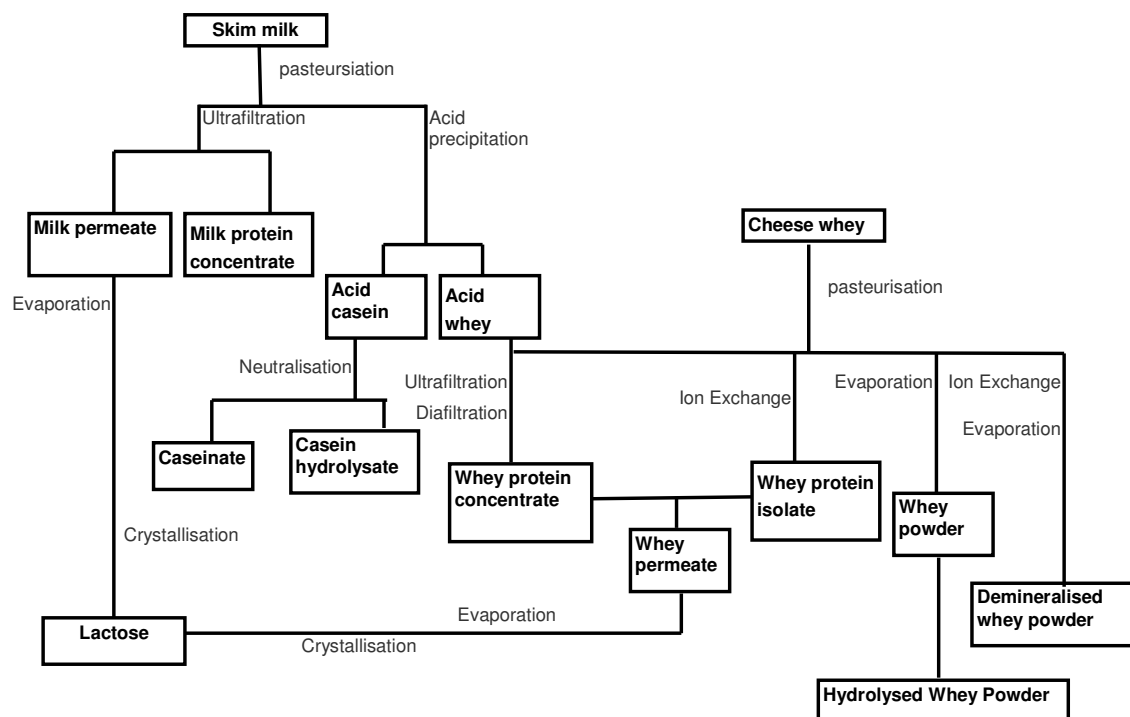 Skim milk
pasteursiation
Ultrafiltration
Acid
precipitation
Milk permeate
Milk protein
concentrate
Cheese whey
Evaporation
Acid
casein
Acid
whey
pasteurisation
Neutralisation
Ultrafiltration
Diafiltration
Ion Exchange
Evaporation
Ion Exchange
Evaporation
Caseinate
Casein
hydrolysate
Whey protein
concentrate
Whey protein
isolate
Whey
powder
Crystallisation
Whey
permeate
Demineralised
whey powder
Lactose
Evaporation
Crystallisation
Hydrolysed Whey Powder